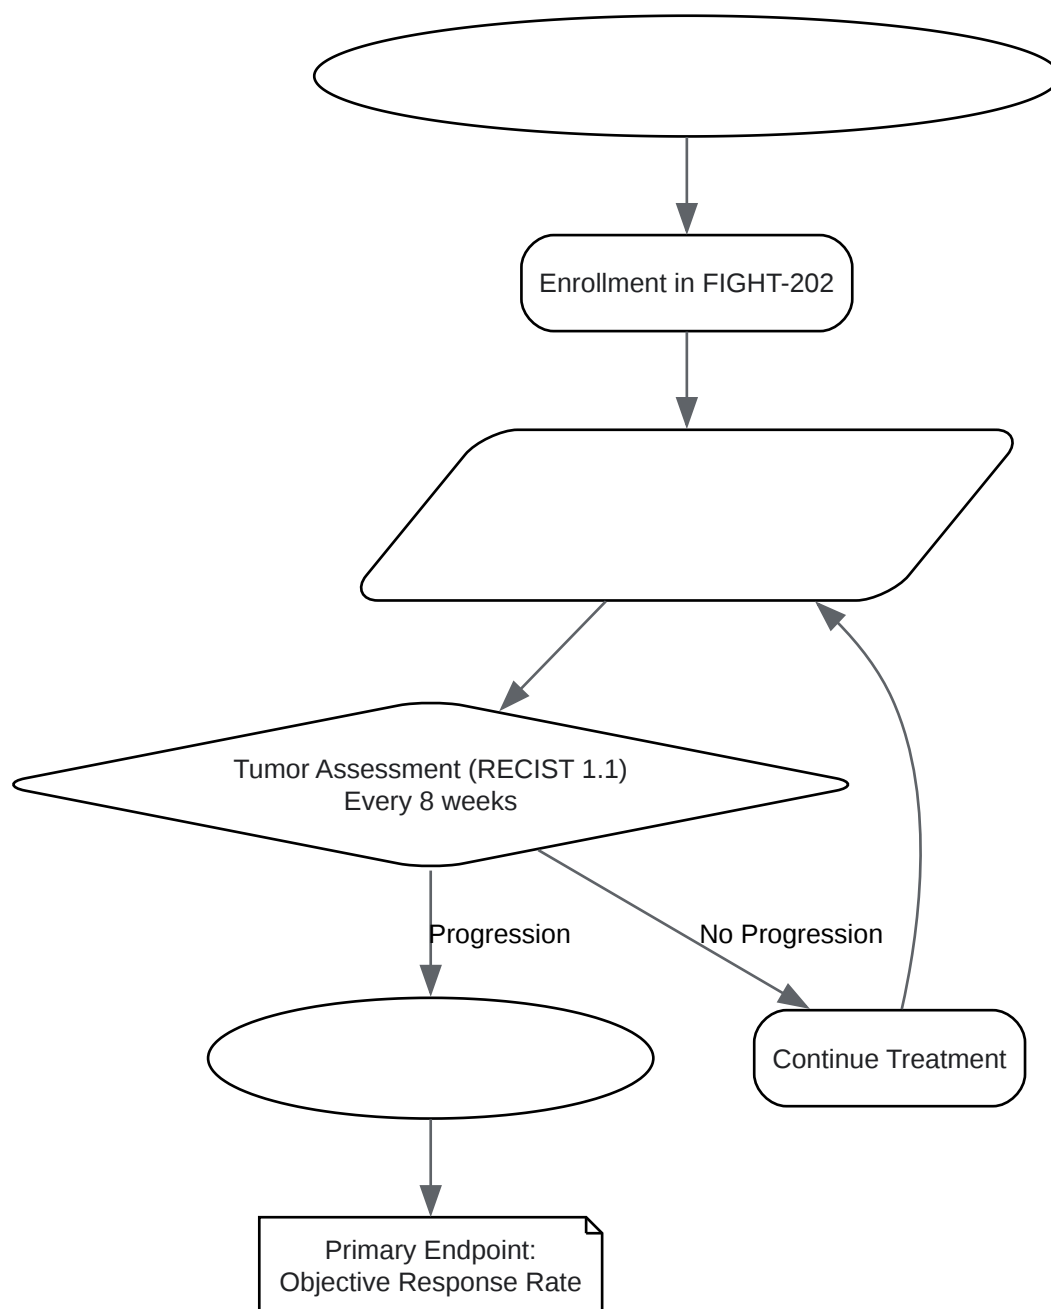 Enrollment in FIGHT-202
Tumor Assessment (RECIST 1.1)
Every 8 weeks
Progression
No Progression
Continue Treatment
Primary Endpoint:
Objective Response Rate